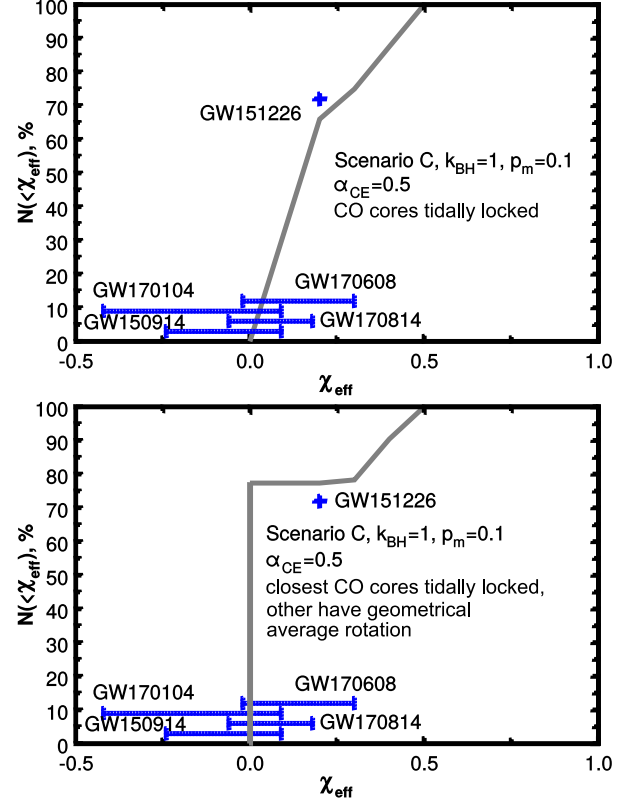 100
90
80
70
60
50
40
30
20
10
0
N(<χeff), %
GW151226
Scenario C, kBH=1, pm=0.1
αCE=0.5
CO cores tidally locked
GW170608
GW170104
GW170814
GW150914
-0.5 0.0 0.5 1.0
χeff
100
90
80
70
60
50
40
30
20
10
0
N(<χeff), %
GW151226
Scenario C, kBH=1, pm=0.1
αCE=0.5
closest CO cores tidally locked,
other have geometrical
average rotation
GW170608
GW170104
GW170814
GW150914
-0.5 0.0 0.5 1.0
χeff